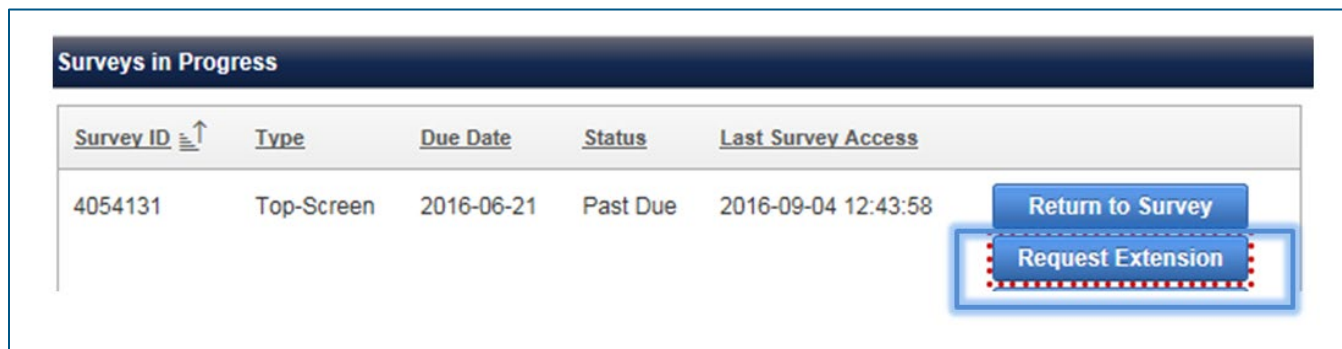 Surveys in Progress
Survey ID Type Due Date Status Last Survey Access
4054131 Top-Screen 2016-06-21 Past Due 2016-09-04 12:43:58 Return to Survey
Request Extension